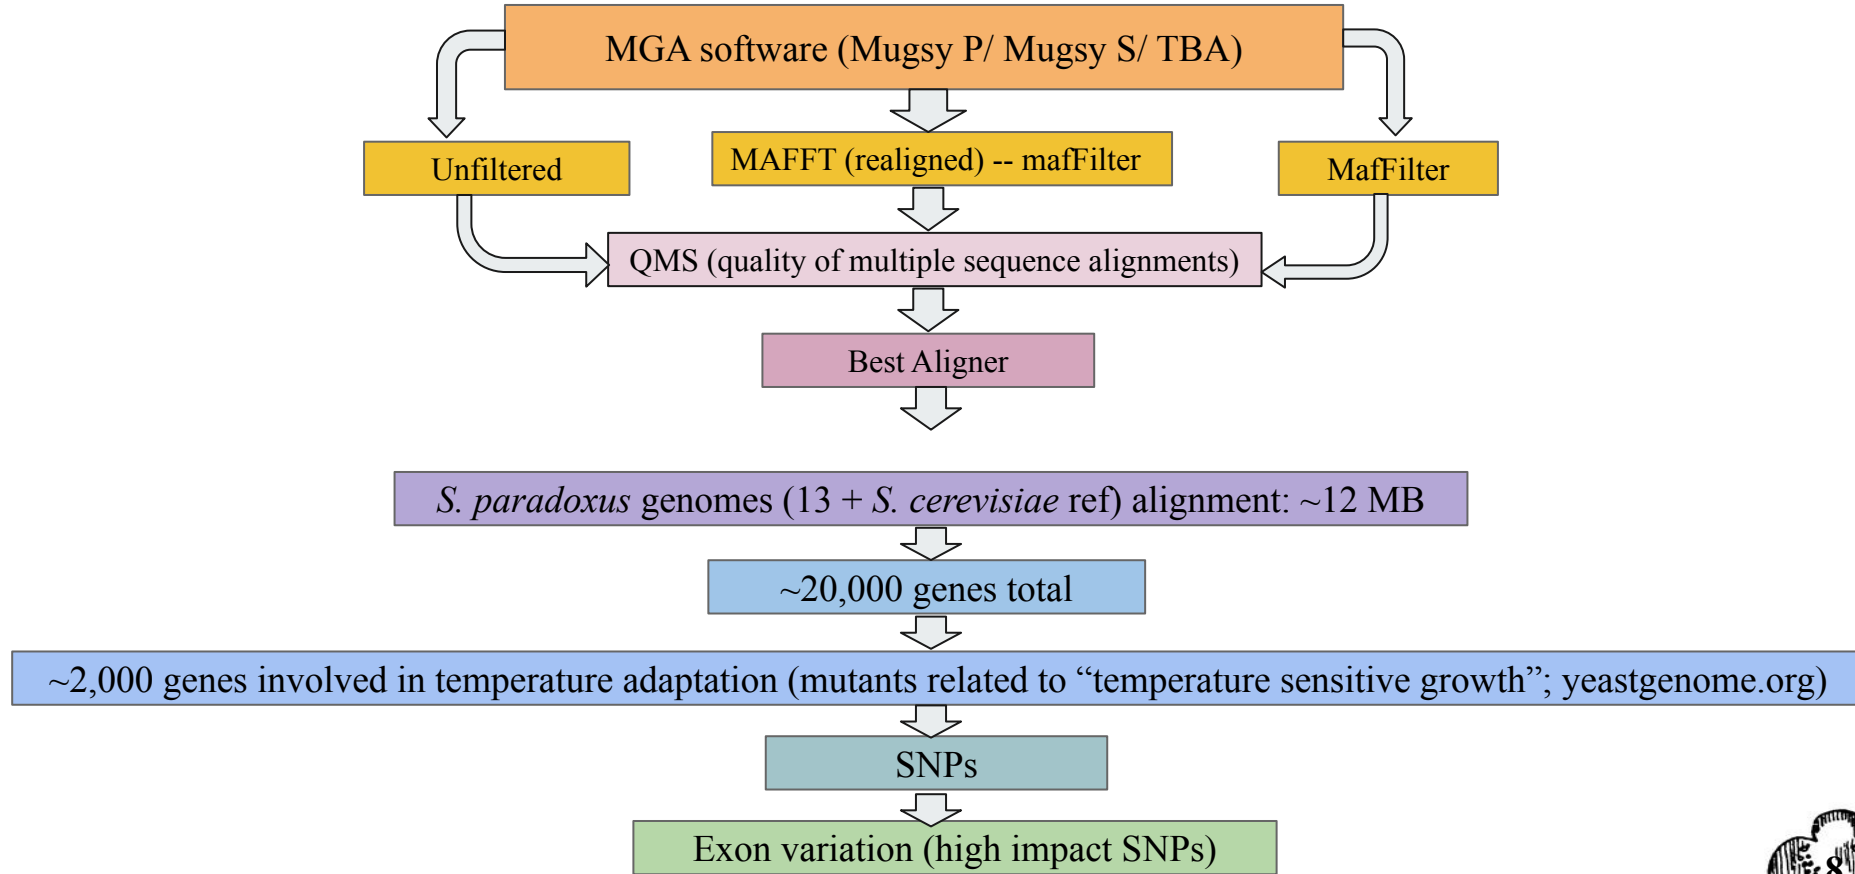 MGA software (Mugsy P/ Mugsy S/ TBA)
Unfiltered
MAFFT (realigned) -- mafFilter
MafFilter
QMS (quality of multiple sequence alignments)
Best Aligner
S. paradoxus genomes (13 + S. cerevisiae ref) alignment: ~12 MB
~20,000 genes total
~2,000 genes involved in temperature adaptation (mutants related to “temperature sensitive growth”; yeastgenome.org)
SNPs
Exon variation (high impact SNPs)
8